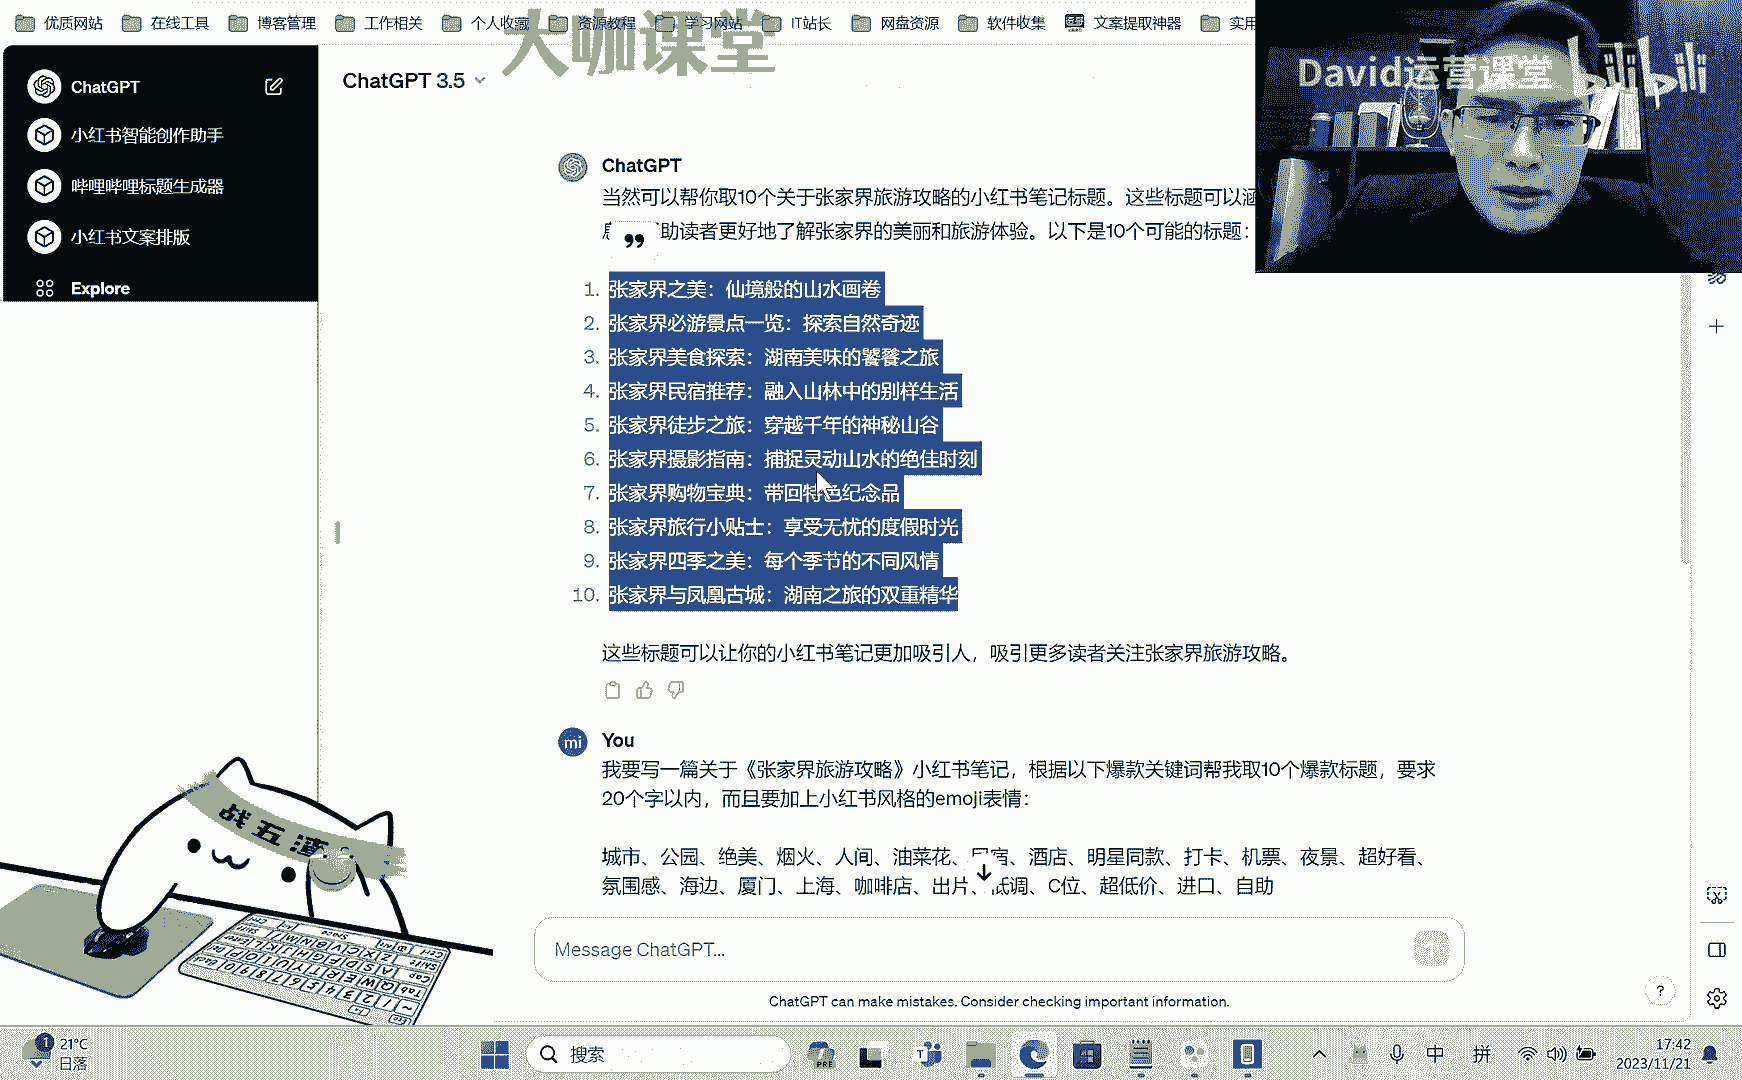 优质网站 在线工具 博客管理 工作相关 个人收藏 资源教程 学习网站 IT站长 网盘资源 软件收集 文案提取神器 实用
大咖课堂
David运营课堂 bilibili
ChatGPT
小红书智能创作助手
哔哩哔哩标题生成器
小红书文案排版
Explore
ChatGPT 3.5
ChatGPT
当然可以帮你取10个关于张家界旅游攻略的小红书笔记标题。这些标题可以涵
助读者更好地了解张家界的美丽和旅游体验。以下是10个可能的标题：
1. 张家界之美：仙境般的山水画卷
2. 张家界必游景点一览：探索自然奇迹
3. 张家界美食探索：湖南美味的饕餮之旅
4. 张家界民宿推荐：融入山林中的别样生活
5. 张家界徒步之旅：穿越千年的神秘山谷
6. 张家界摄影指南：捕捉灵动山水的绝佳时刻
7. 张家界购物宝典：带回特色纪念品
8. 张家界旅行小贴士：享受无忧的度假时光
9. 张家界四季之美：每个季节的不同风情
10. 张家界与凤凰古城：湖南之旅的双重精华
这些标题可以让你的小红书笔记更加吸引人，吸引更多读者关注张家界旅游攻略。
mi You
我要写一篇关于《张家界旅游攻略》小红书笔记，根据以下爆款关键词帮我取10个爆款标题，要求
20个字以内，而且要加上小红书风格的emoji表情：
城市、公园、绝美、烟火、人间、油菜花、民宿、酒店、明星同款、打卡、机票、夜景、超好看、
氛围感、海边、厦门、上海、咖啡店、出片、低调、C位、超低价、进口、自助
Message ChatGPT...
ChatGPT can make mistakes. Consider checking important information.
?
战五渣
1
21°C
日落
搜索
PRE
中
拼
17:42
2023/11/21